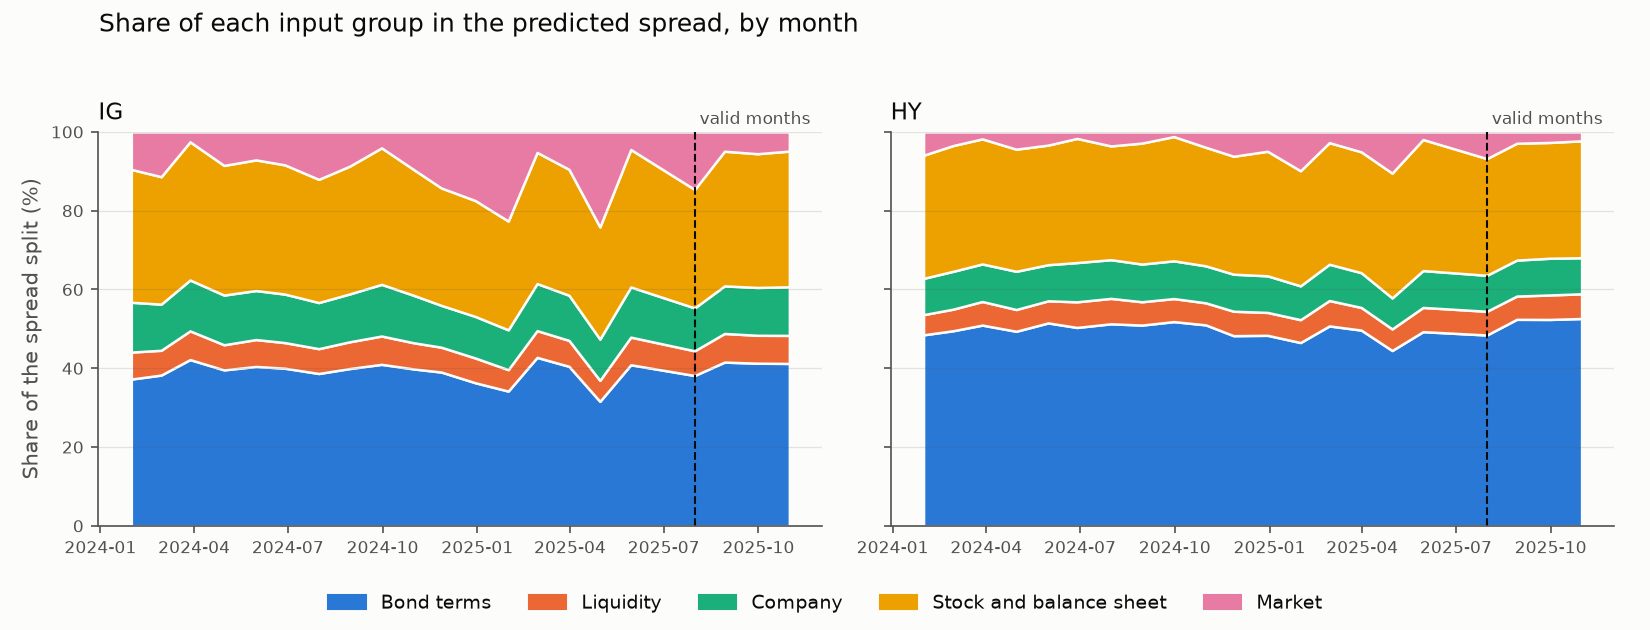 Share of each input group in the predicted spread, by month
IG
valid months
HY
valid months
Share of the spread split (%)
100
80
60
40
20
0
2024-01 2024-04 2024-07 2024-10 2025-01 2025-04 2025-07 2025-10
2024-01 2024-04 2024-07 2024-10 2025-01 2025-04 2025-07 2025-10
Bond terms Liquidity Company Stock and balance sheet Market